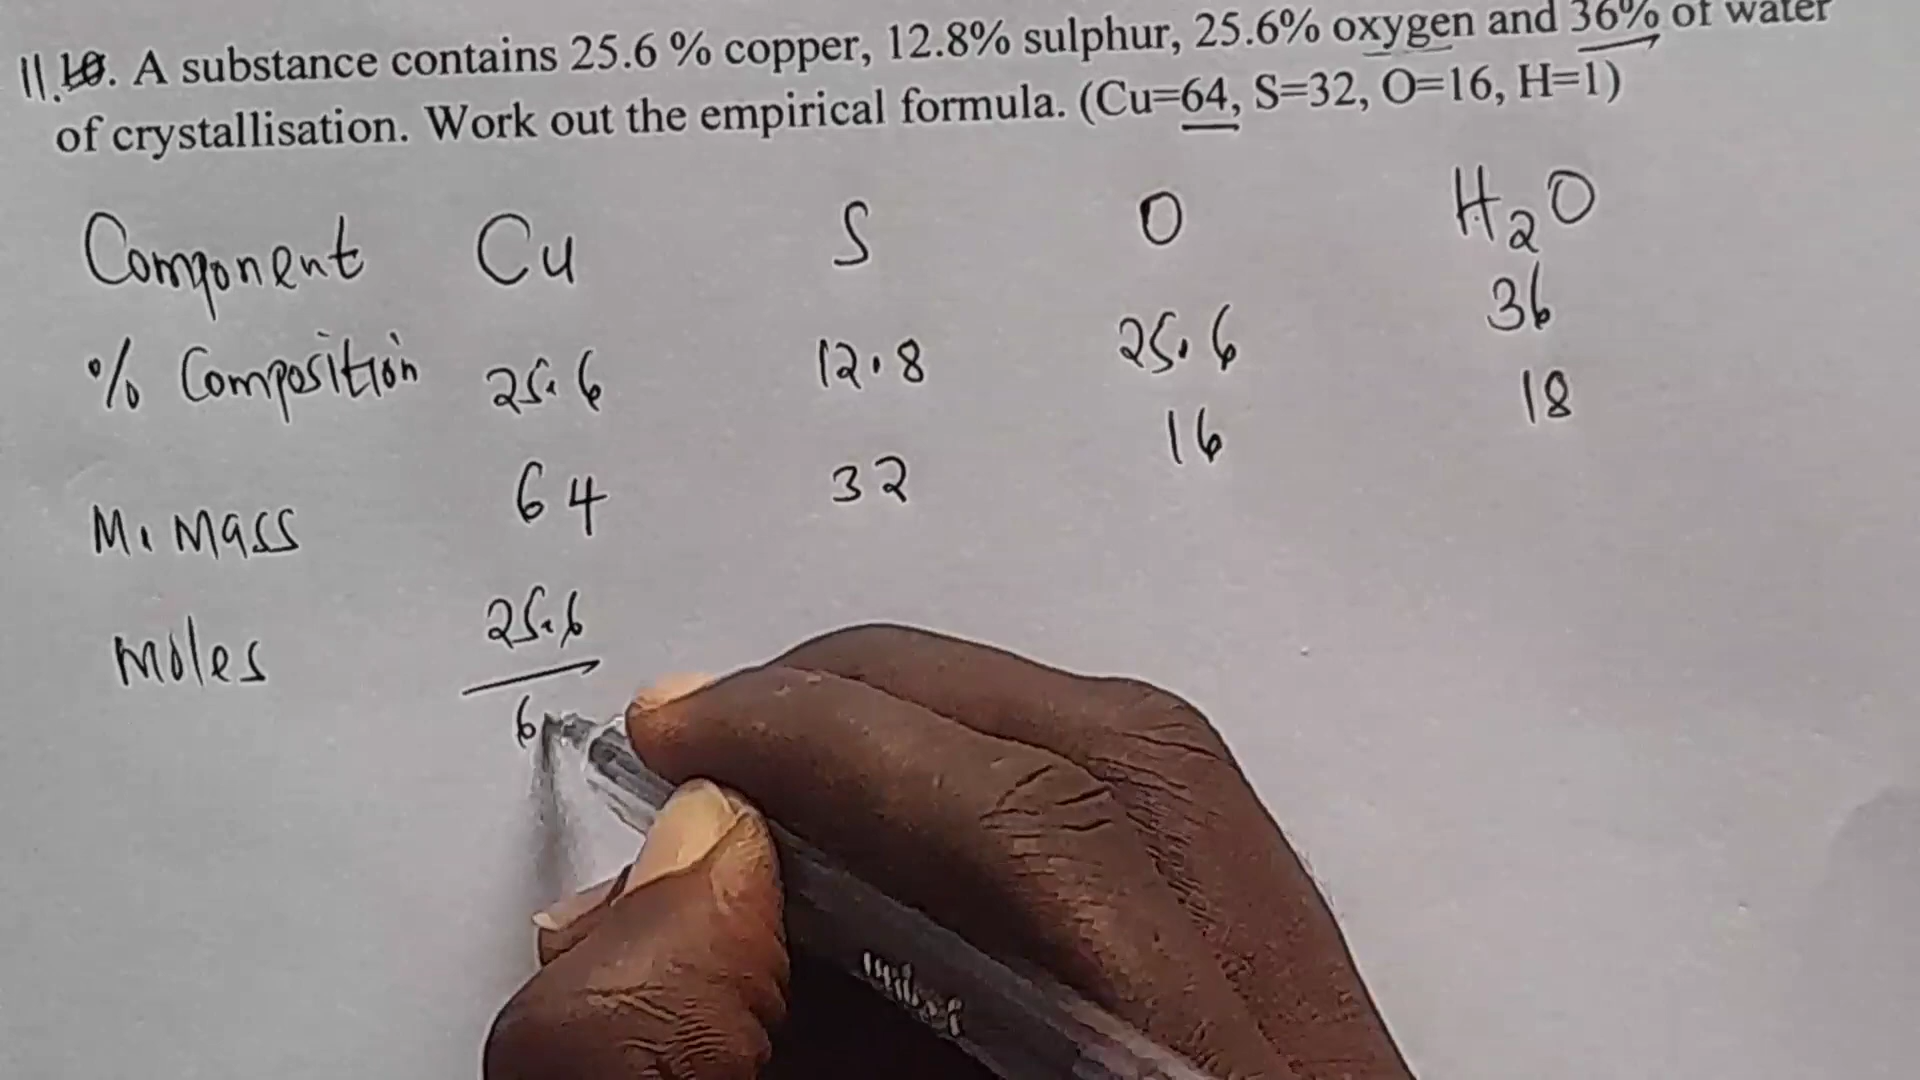 11.10. A substance contains 25.6 % copper, 12.8% sulphur, 25.6% oxygen and 36% of water
of crystallisation. Work out the empirical formula. (Cu=64, S=32, O=16, H=1)
Component Cu S O H₂O
% Composition 25.6 12.8 25.6 36
M. Mass 64 32 16 18
moles 25.6
6